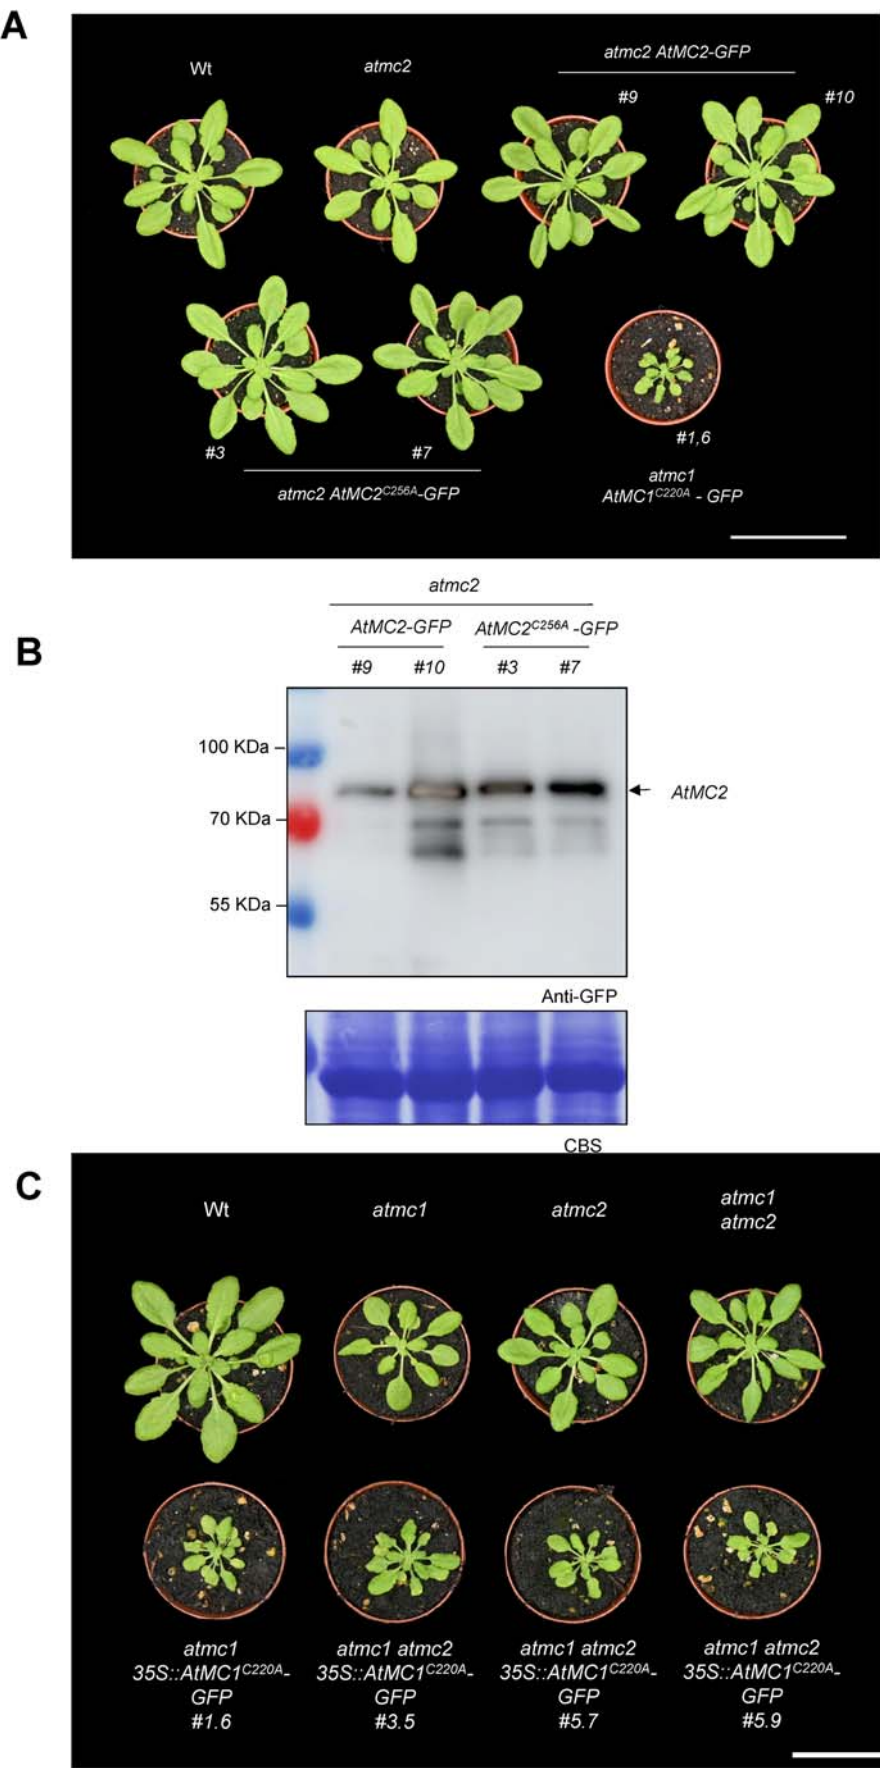 A
Wt
atmc2
atmc2 AtMC2-GFP
#9
#10
#3
#7
atmc2 AtMC2C256A-GFP
#1,6
atmc1
AtMC1C220A - GFP
B
atmc2
AtMC2-GFP
AtMC2C256A -GFP
#9
#10
#3
#7
100 KDa
70 KDa
55 KDa
AtMC2
Anti-GFP
CBS
C
Wt
atmc1
atmc2
atmc1
atmc2
atmc1
35S::AtMC1C220A-
GFP
#1.6
atmc1 atmc2
35S::AtMC1C220A-
GFP
#3.5
atmc1 atmc2
35S::AtMC1C220A-
GFP
#5.7
atmc1 atmc2
35S::AtMC1C220A-
GFP
#5.9